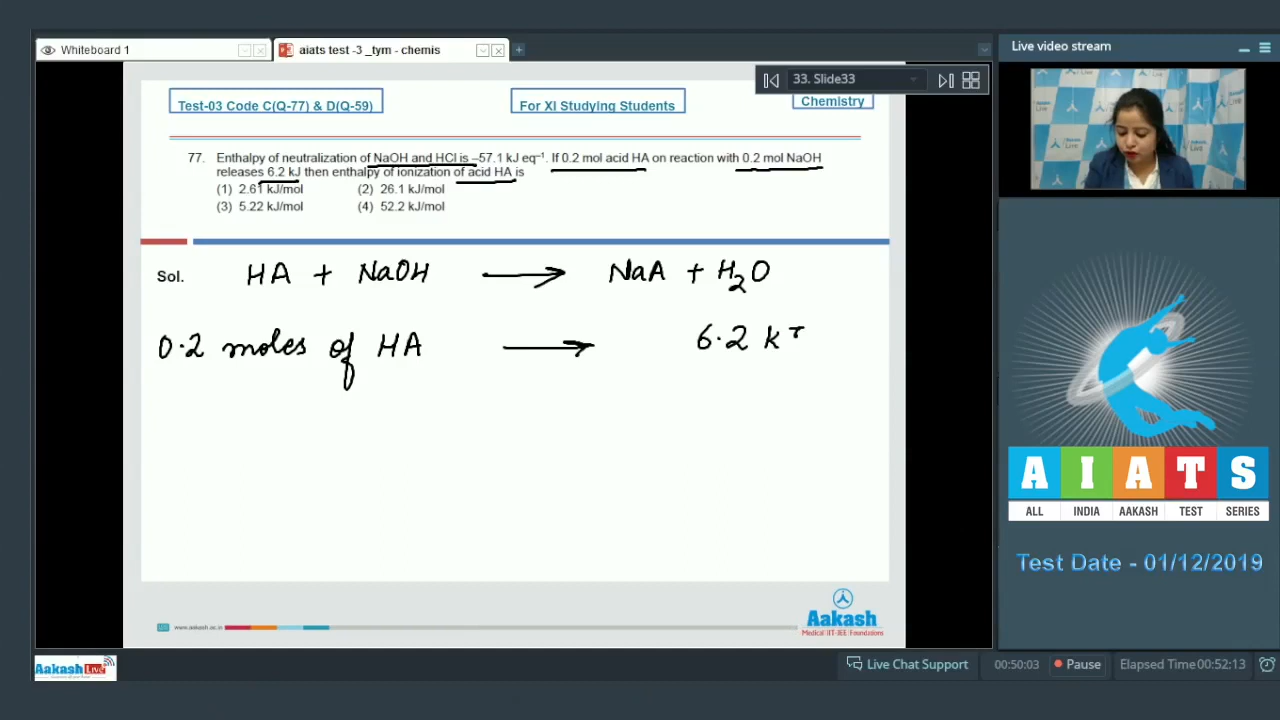 Whiteboard 1
aiats test -3 _tym - chemis
Live video stream
33. Slide33
Test-03 Code C(Q-77) & D(Q-59)
For XI Studying Students
Chemistry
77. Enthalpy of neutralization of NaOH and HCl is –57.1 kJ eq⁻¹. If 0.2 mol acid HA on reaction with 0.2 mol NaOH
releases 6.2 kJ then enthalpy of ionization of acid HA is
(1) 2.61 kJ/mol (2) 26.1 kJ/mol
(3) 5.22 kJ/mol (4) 52.2 kJ/mol
Sol. HA + NaOH → NaA + H₂O
0.2 moles of HA → 6.2 kJ
www.aakash.ac.in
Aakash
Medical|IIT-JEE|Foundations
A I A T S
ALL INDIA AAKASH TEST SERIES
Test Date - 01/12/2019
Aakash Live
Live Chat Support
00:50:03
Pause
Elapsed Time 00:52:13